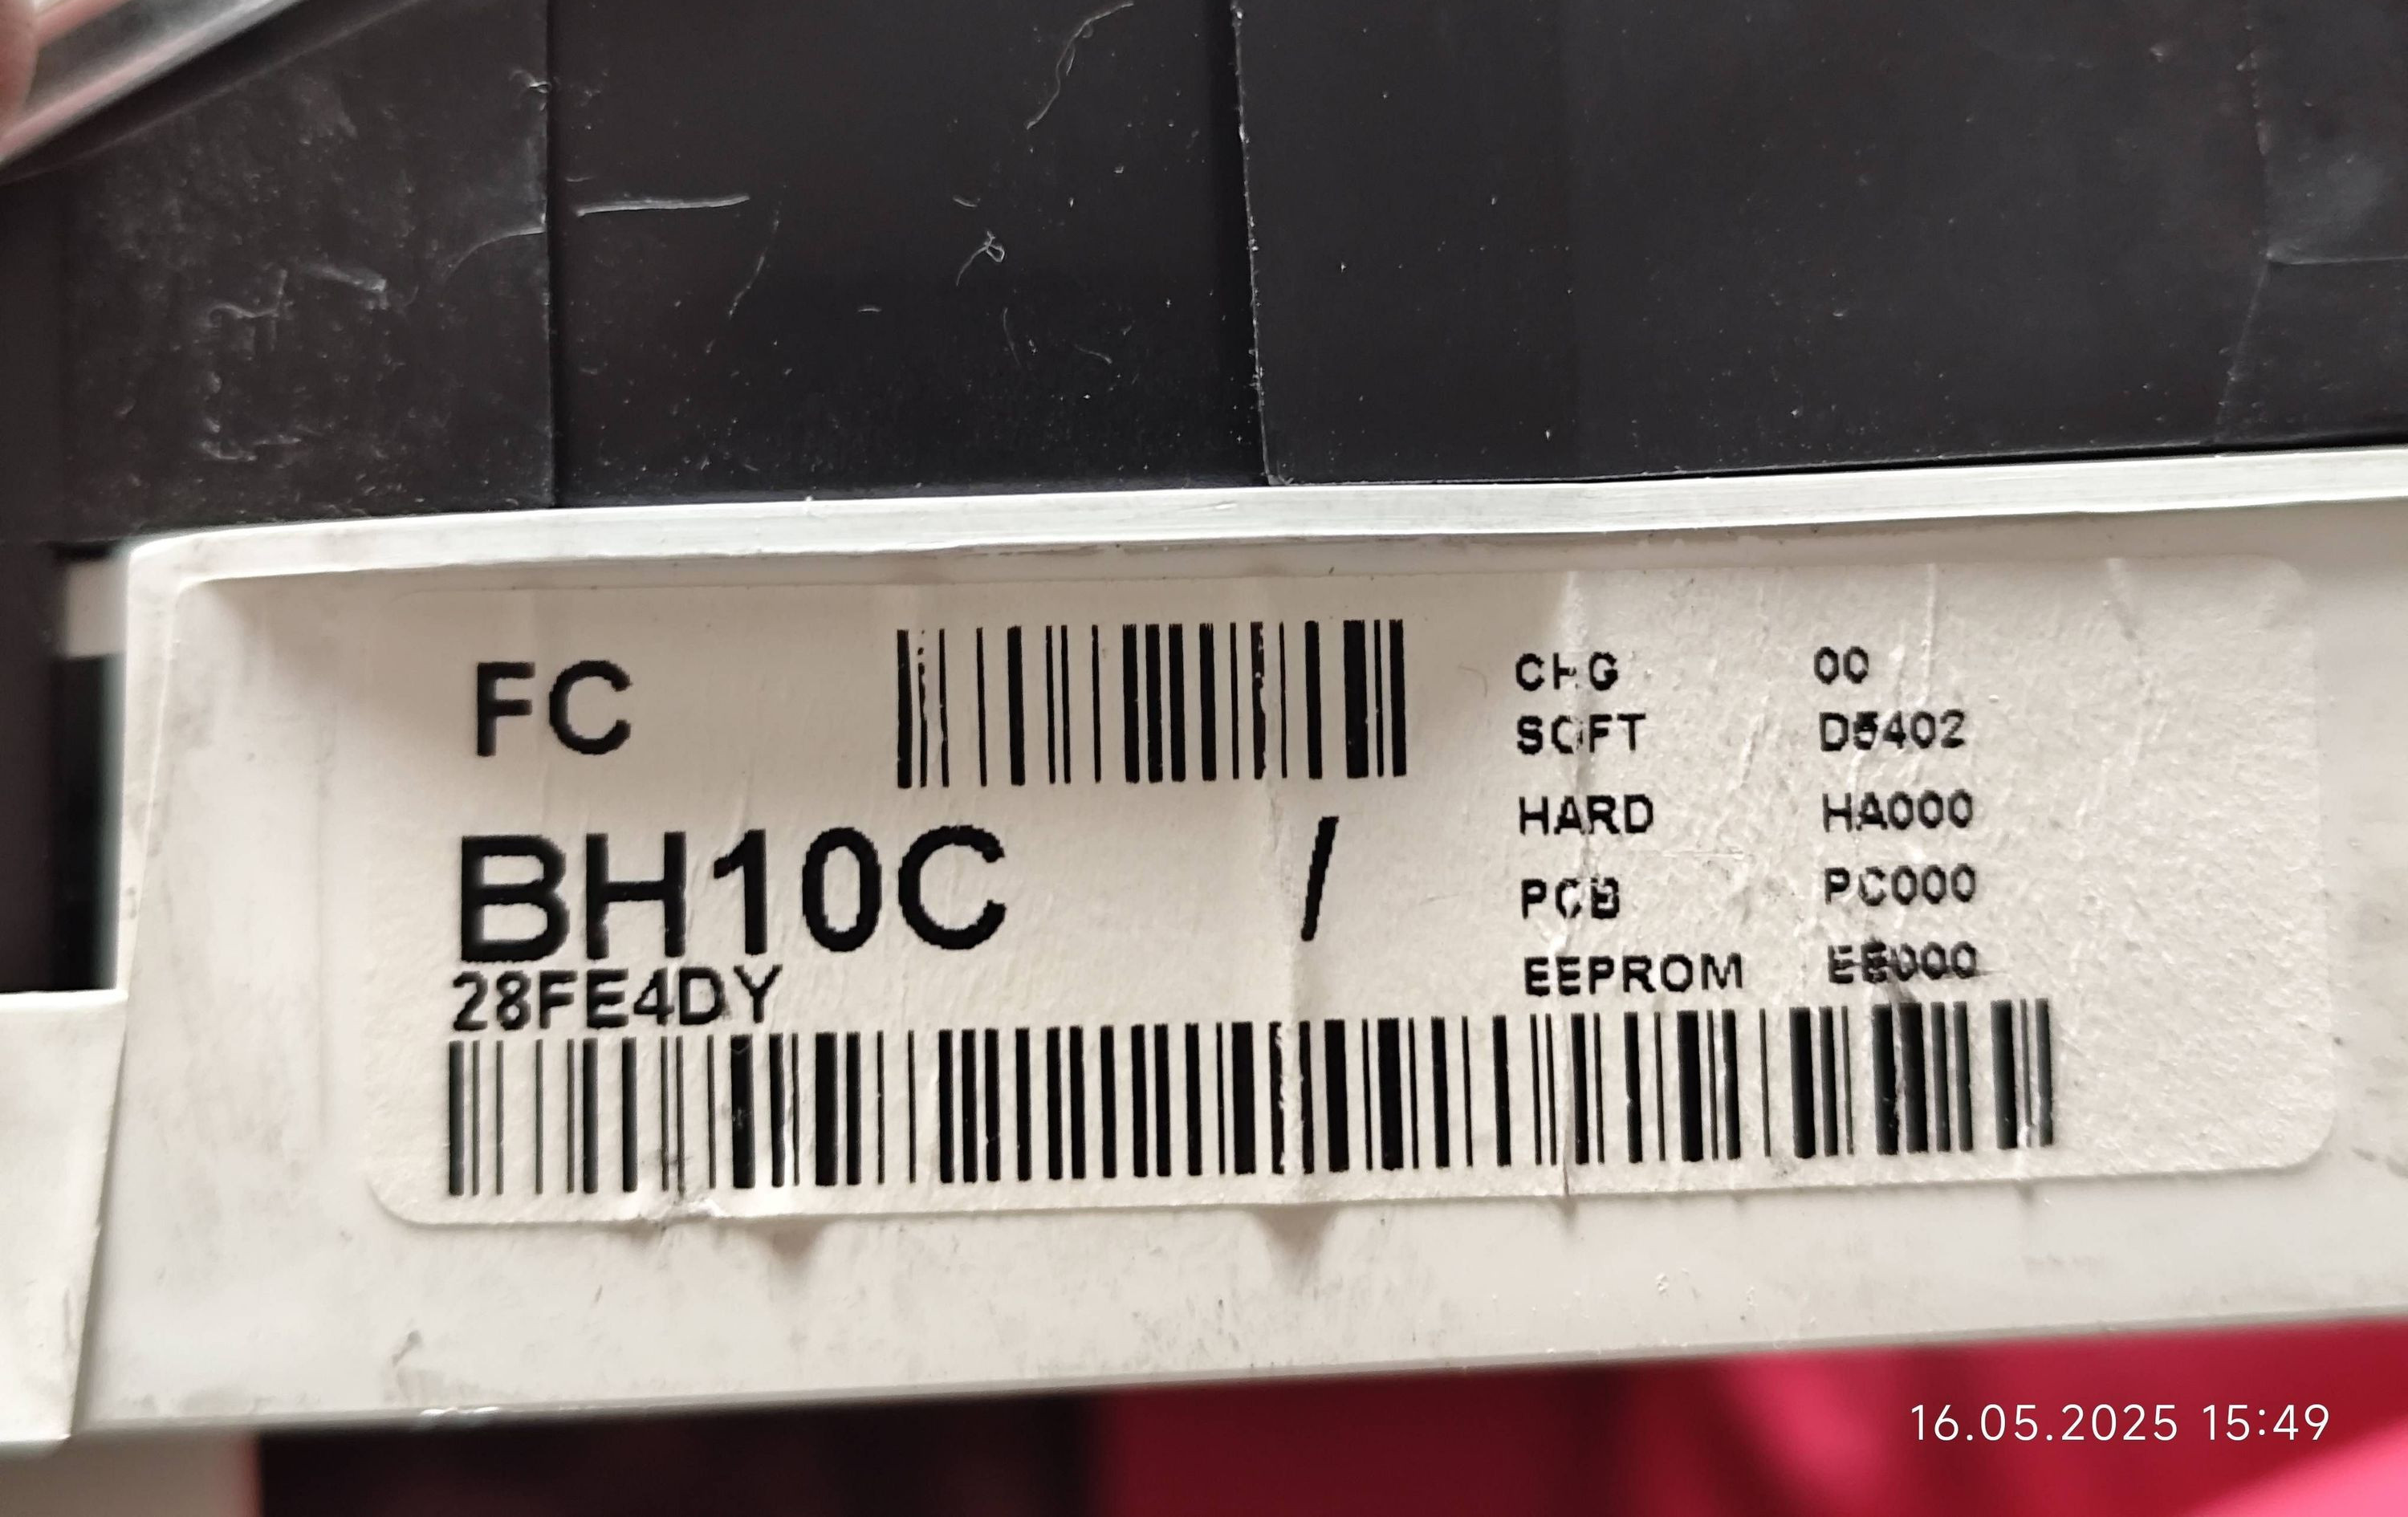 FC
CHG 00
SOFT D5402
BH10C /
HARD HA000
PCB PC000
28FE4DY
EEPROM EE000
16.05.2025 15:49